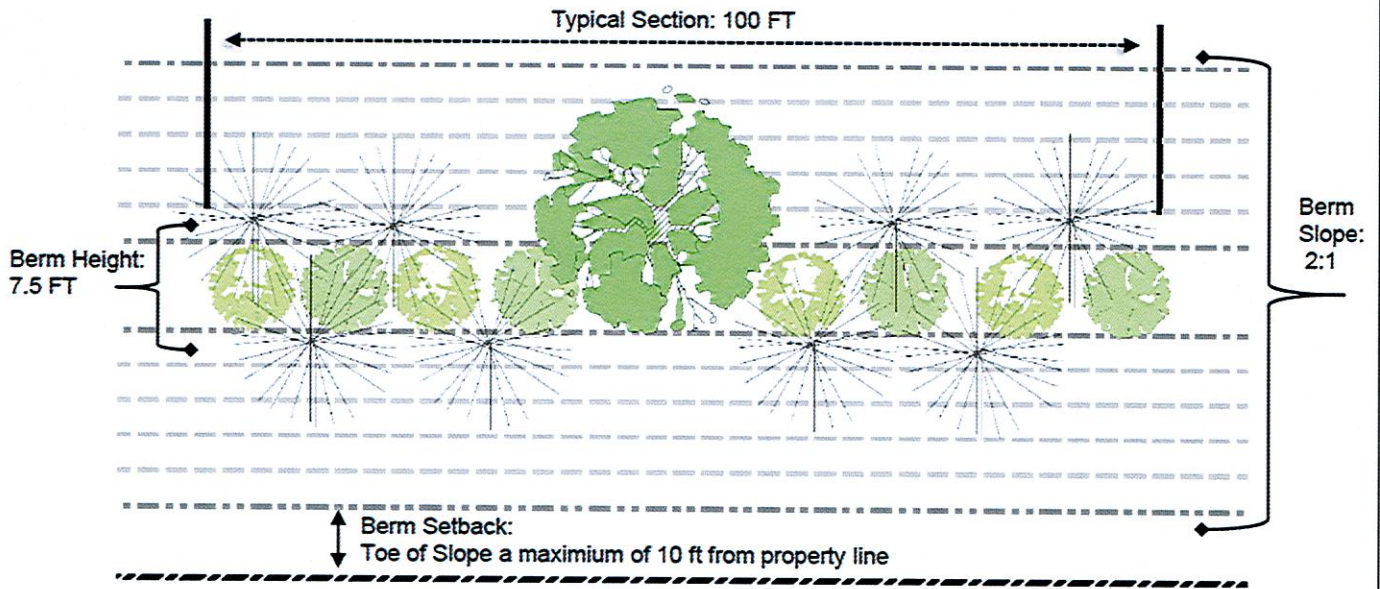 Typical Section: 100 FT
Berm Height:
7.5 FT
Berm
Slope:
2:1
Berm Setback:
Toe of Slope a maximium of 10 ft from property line